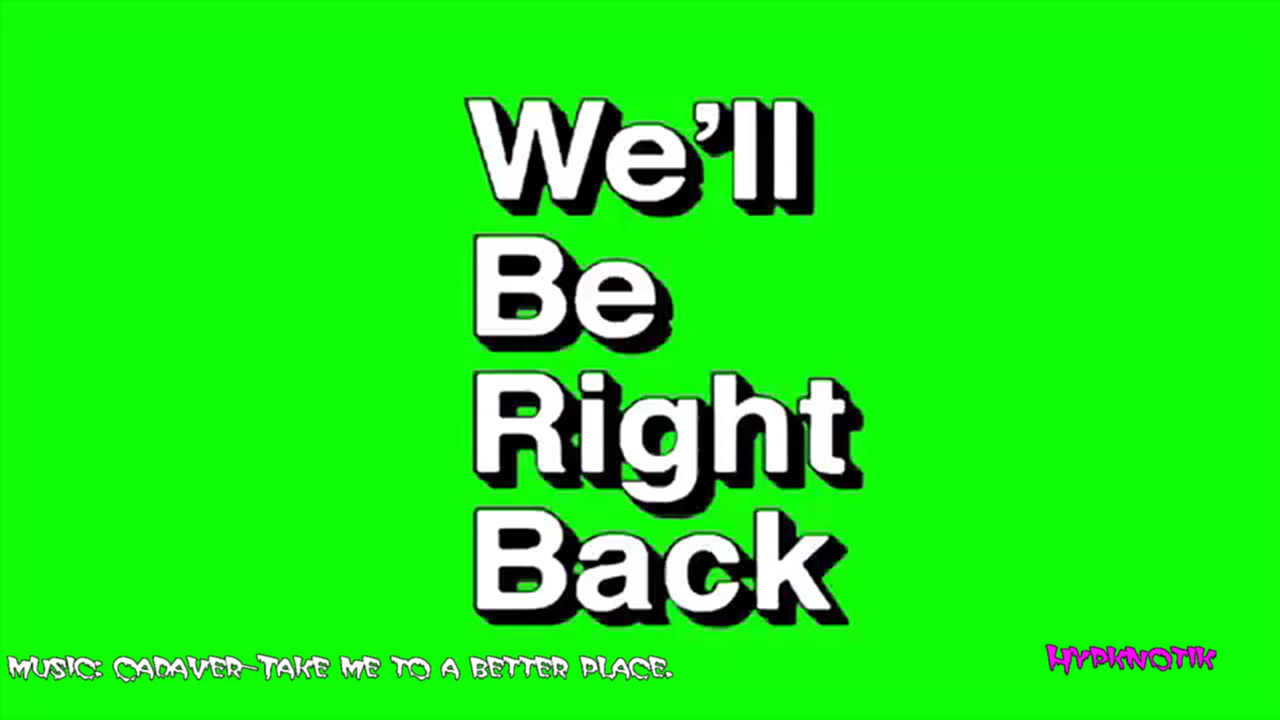 We'll
Be
Right
Back
MUSIC: CADAVER-TAKE ME TO A BETTER PLACE.
HYPKNOTIK